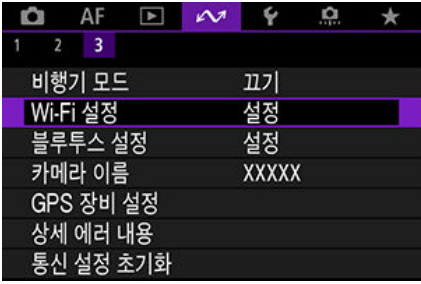 AF
1 2 3
비행기 모드 끄기
Wi-Fi 설정 설정
블루투스 설정 설정
카메라 이름 XXXXX
GPS 장비 설정
상세 에러 내용
통신 설정 초기화